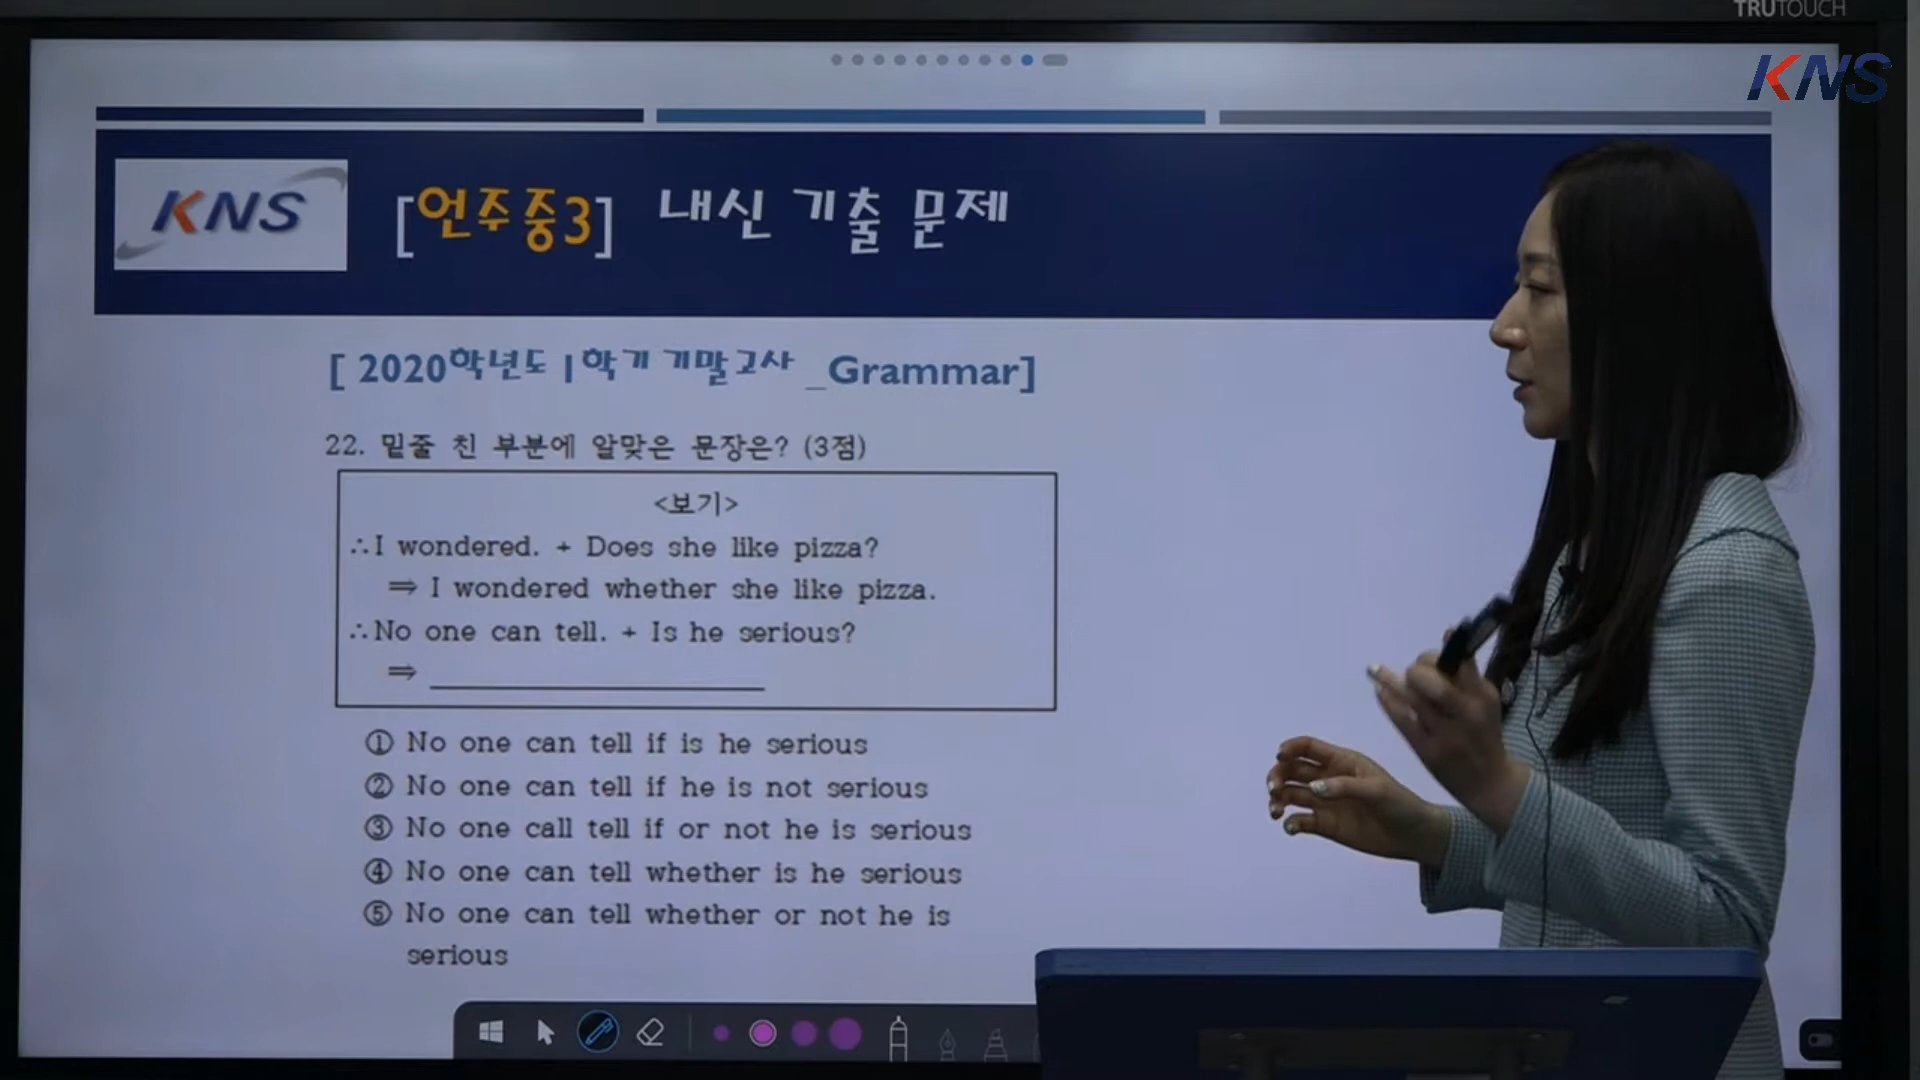 TRUTOUCH
KNS
KNS
[언주중3] 내신 기출 문제
[ 2020학년도 1학기 기말고사 _Grammar]
22. 밑줄 친 부분에 알맞은 문장은? (3점)
<보기>
∴I wondered. + Does she like pizza?
⇒ I wondered whether she like pizza.
∴No one can tell. + Is he serious?
⇒ ____________________
① No one can tell if is he serious
② No one can tell if he is not serious
③ No one call tell if or not he is serious
④ No one can tell whether is he serious
⑤ No one can tell whether or not he is
serious